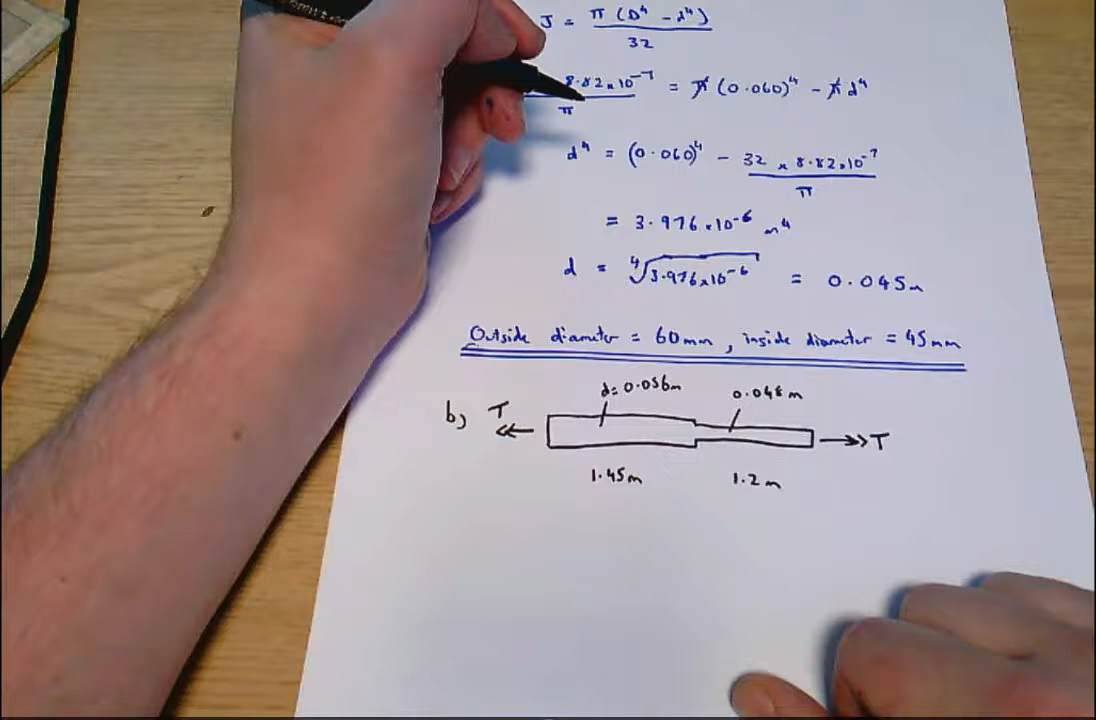 J = π (D⁴ - d⁴)
32
8.82 × 10⁻⁷ = π (0.060)⁴ - π d⁴
π
d⁴ = (0.060)⁴ - 32 × 8.82 × 10⁻⁷
π
= 3.976 × 10⁻⁶ m⁴
d = ⁴√3.976 × 10⁻⁶ = 0.045m
Outside diameter = 60mm, inside diameter = 45mm
d = 0.056m 0.048m
b) T T
1.45m 1.2m